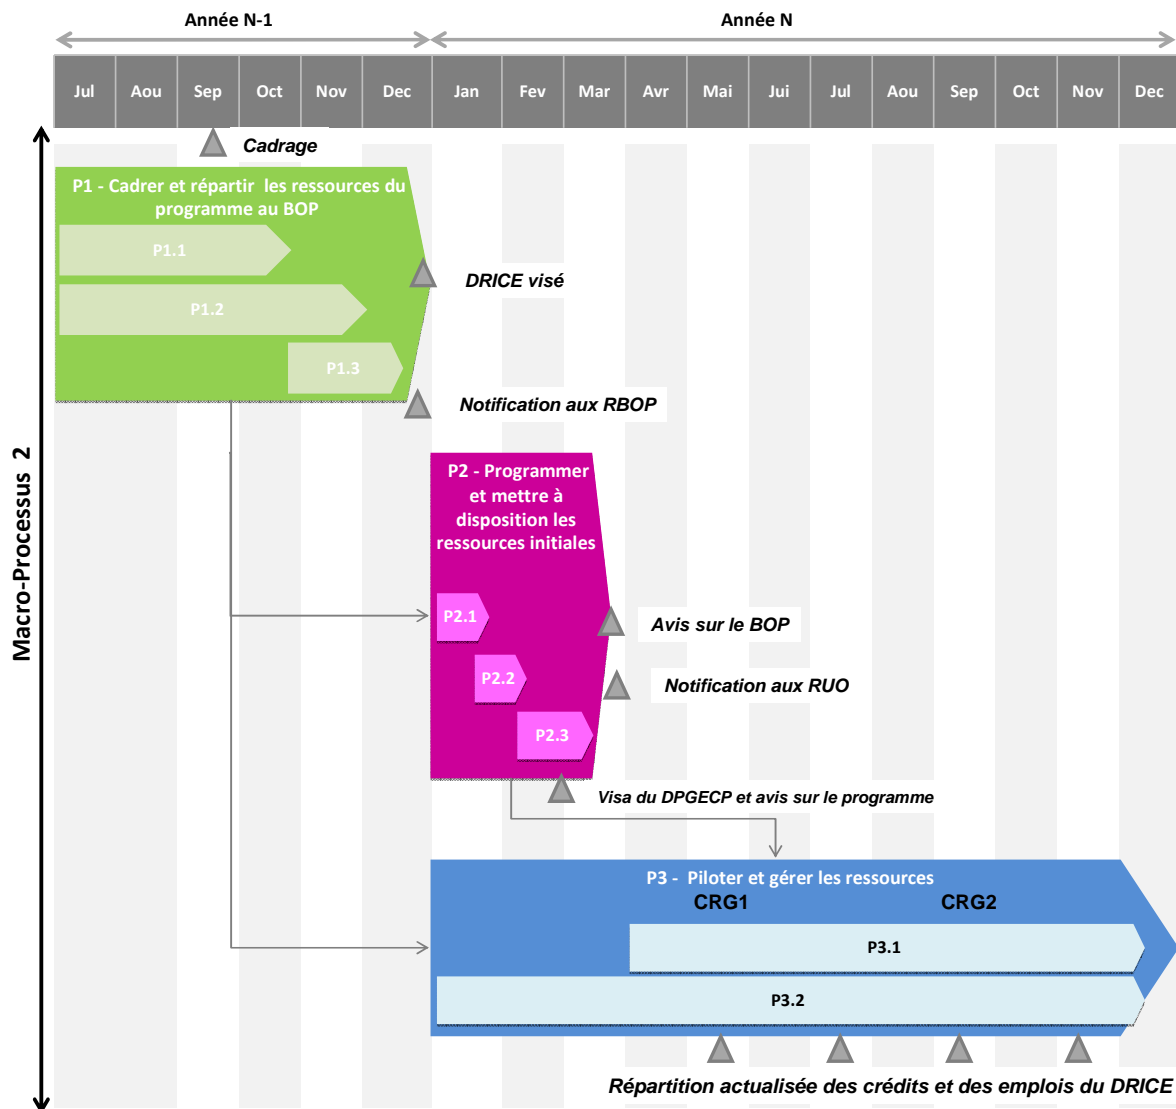 Année N-1
Année N
Jul Aou Sep Oct Nov Dec Jan Fev Mar Avr Mai Jui Jul Aou Sep Oct Nov Dec
Cadrage
P1 - Cadrer et répartir les ressources du
programme au BOP
P1.1
DRICE visé
P1.2
P1.3
Notification aux RBOP
Macro-Processus 2
P2 - Programmer
et mettre à
disposition les
ressources initiales
P2.1
Avis sur le BOP
P2.2
Notification aux RUO
P2.3
Visa du DPGECP et avis sur le programme
P3 - Piloter et gérer les ressources
CRG1
CRG2
P3.1
P3.2
Répartition actualisée des crédits et des emplois du DRICE